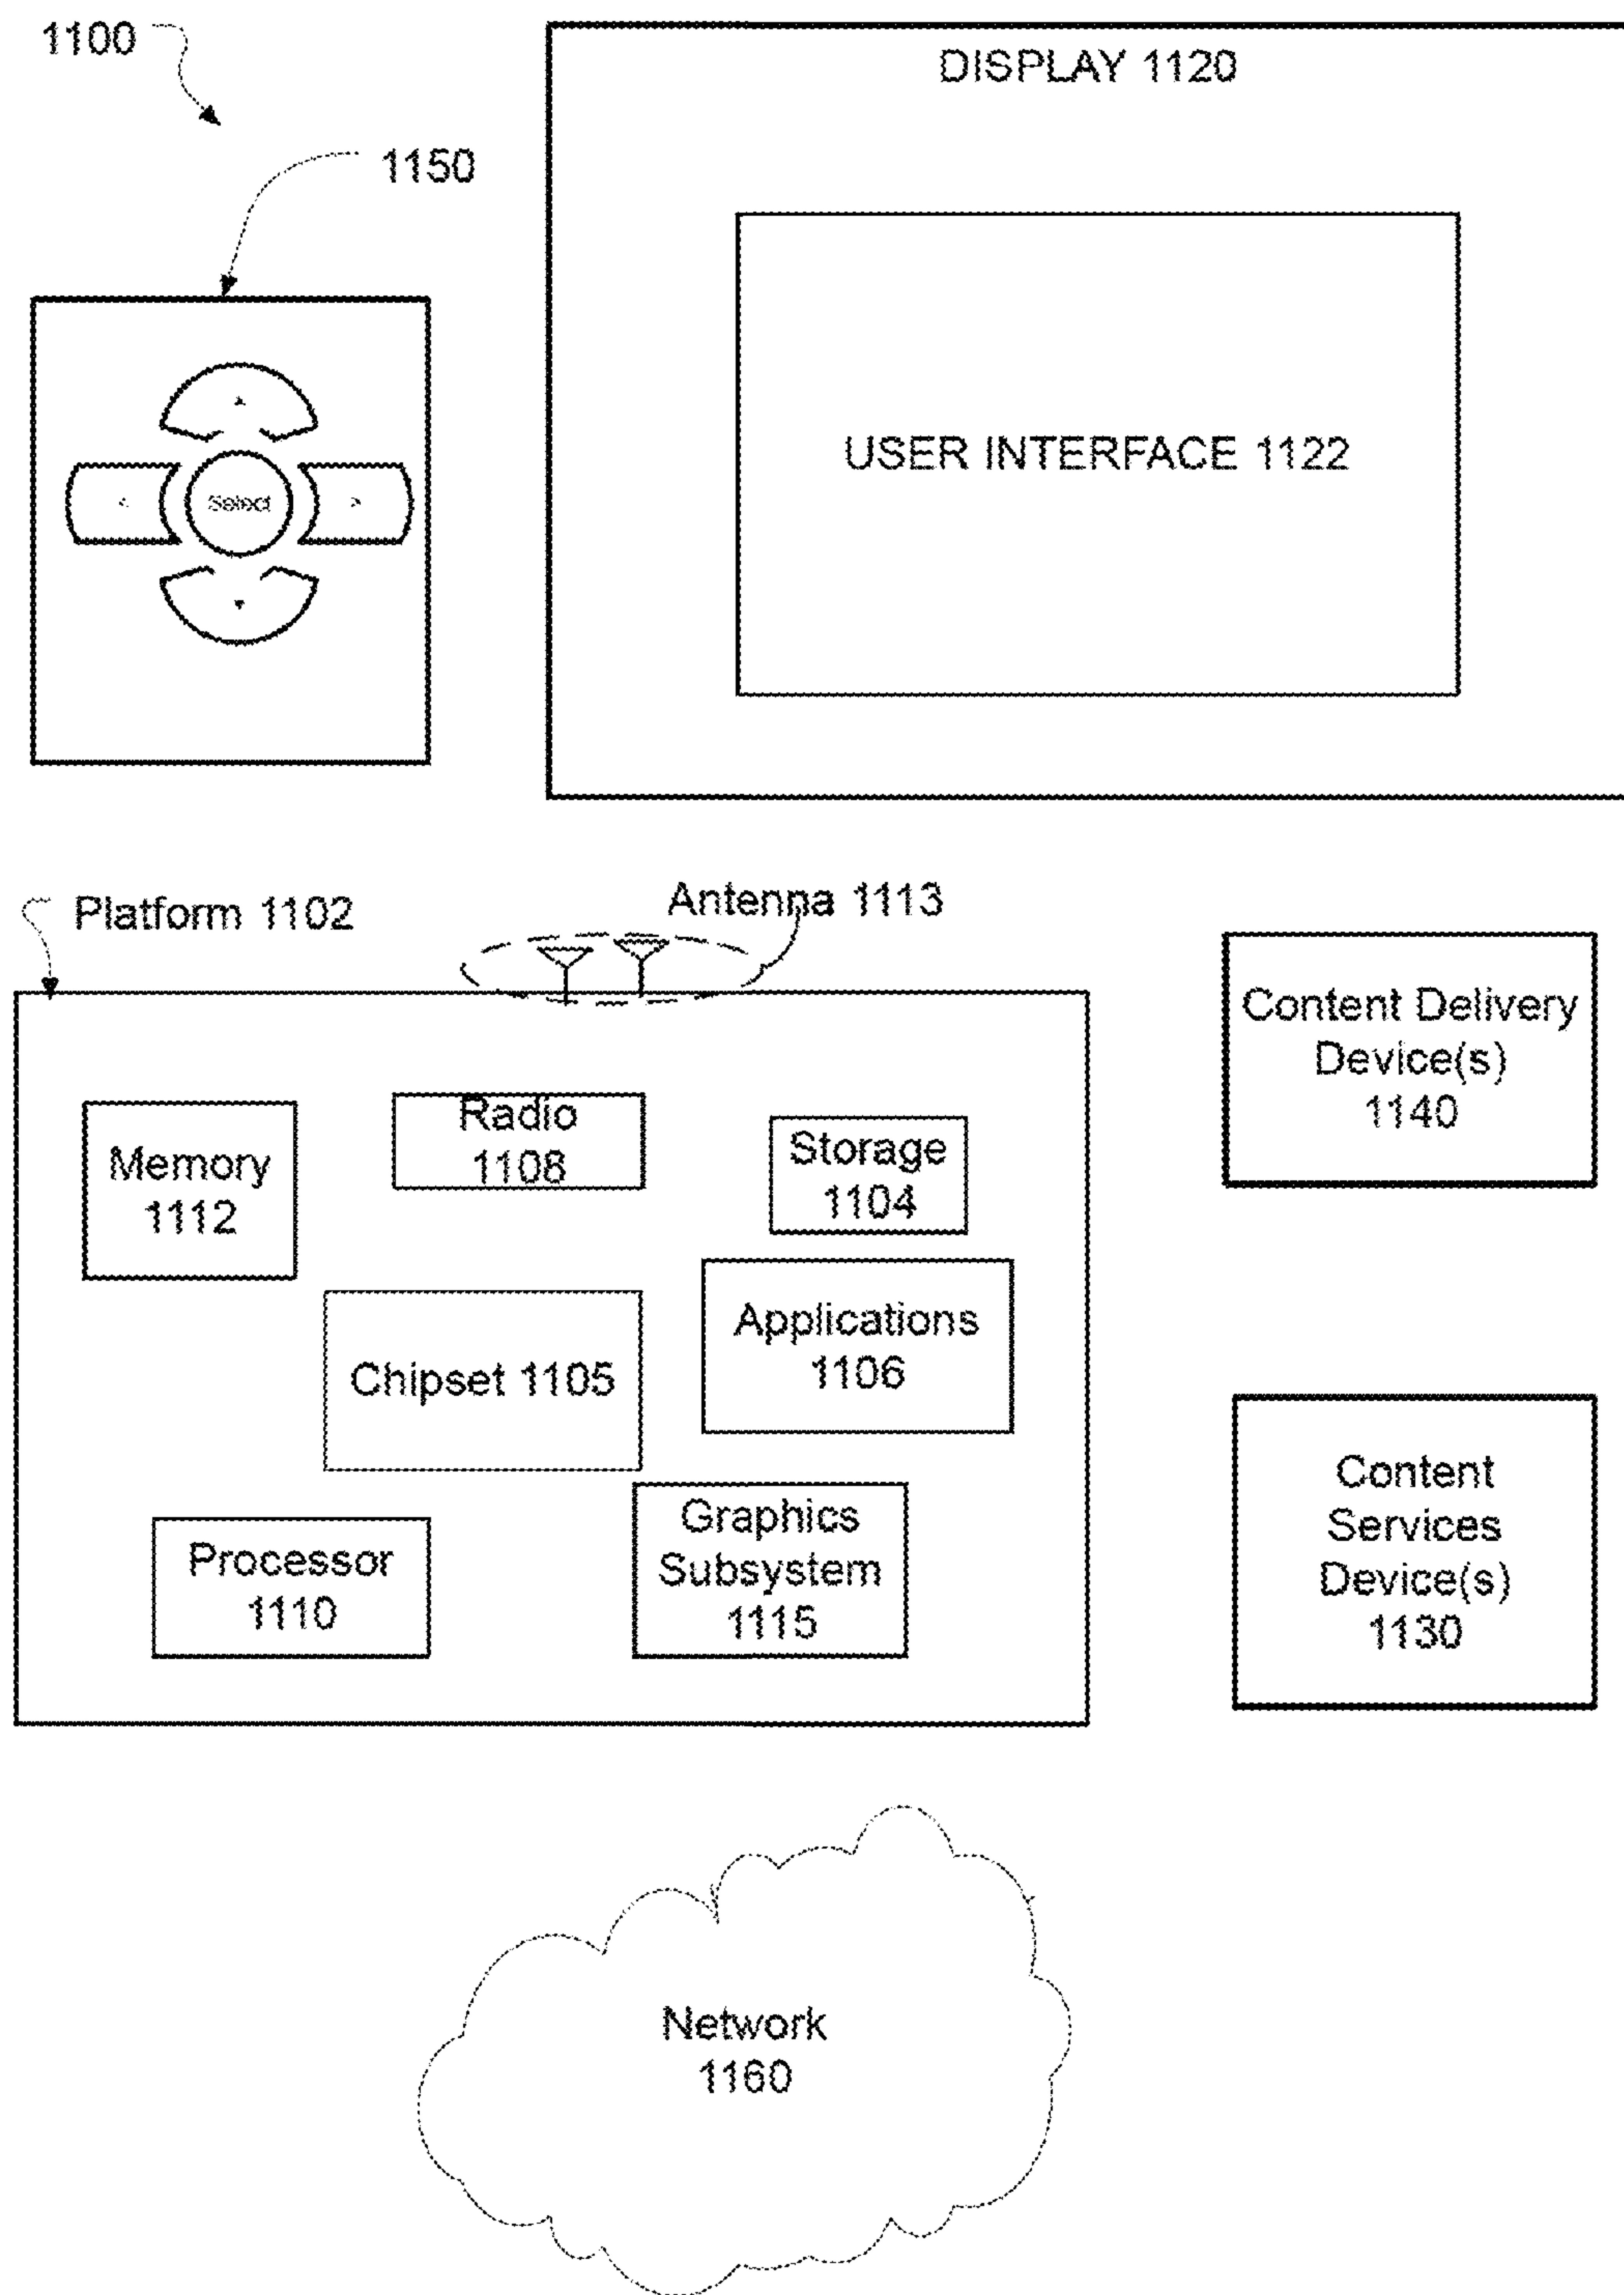 1100
DISPLAY 1120
1150
USER INTERFACE 1122
Select
Platform 1102
Antenna 1113
Content Delivery
Device(s)
1140
Memory
1112
Radio
1108
Storage
1104
Chipset 1105
Applications
1106
Processor
1110
Graphics
Subsystem
1115
Content
Services
Device(s)
1130
Network
1160